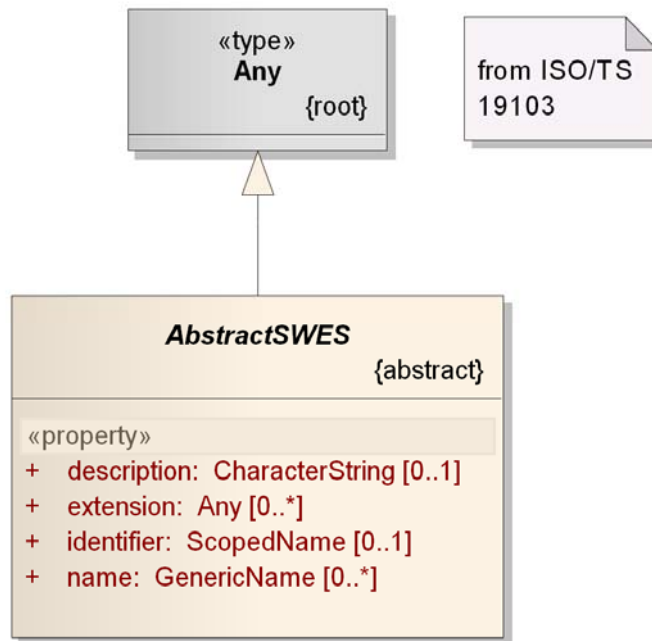 «type»
Any
{root}
from ISO/TS
19103
AbstractSWES
{abstract}
«property»
+ description: CharacterString [0..1]
+ extension: Any [0..*]
+ identifier: ScopedName [0..1]
+ name: GenericName [0..*]